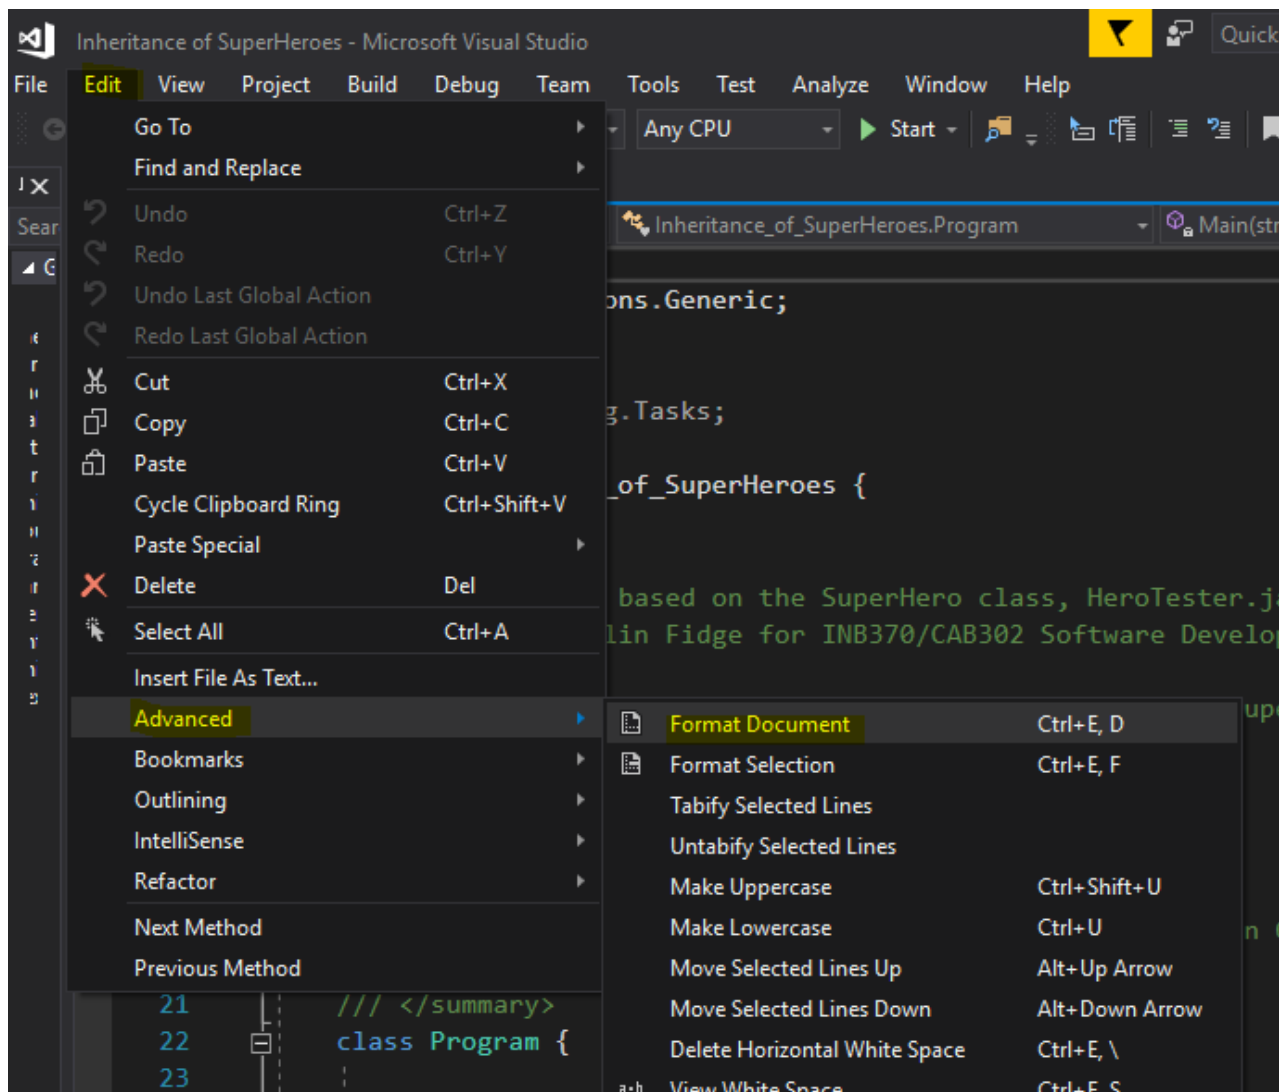 Inheritance of SuperHeroes - Microsoft Visual Studio
Quick
File Edit View Project Build Debug Team Tools Test Analyze Window Help
Any CPU Start
Go To
Find and Replace
Undo Ctrl+Z
Redo Ctrl+Y
Undo Last Global Action
Redo Last Global Action
Cut Ctrl+X
Copy Ctrl+C
Paste Ctrl+V
Cycle Clipboard Ring Ctrl+Shift+V
Paste Special
Delete Del
Select All Ctrl+A
Insert File As Text...
Advanced
Bookmarks
Outlining
IntelliSense
Refactor
Next Method
Previous Method
Sear
Inheritance_of_SuperHeroes.Program Main(str
ons.Generic;
g.Tasks;
_of_SuperHeroes {
based on the SuperHero class, HeroTester.ja
lin Fidge for INB370/CAB302 Software Develop
upe
Format Document Ctrl+E, D
Format Selection Ctrl+E, F
Tabify Selected Lines
Untabify Selected Lines
Make Uppercase Ctrl+Shift+U
Make Lowercase Ctrl+U
Move Selected Lines Up Alt+Up Arrow
Move Selected Lines Down Alt+Down Arrow
Delete Horizontal White Space Ctrl+E, \
View White Space Ctrl+E, S
21 /// </summary>
22 class Program {
23